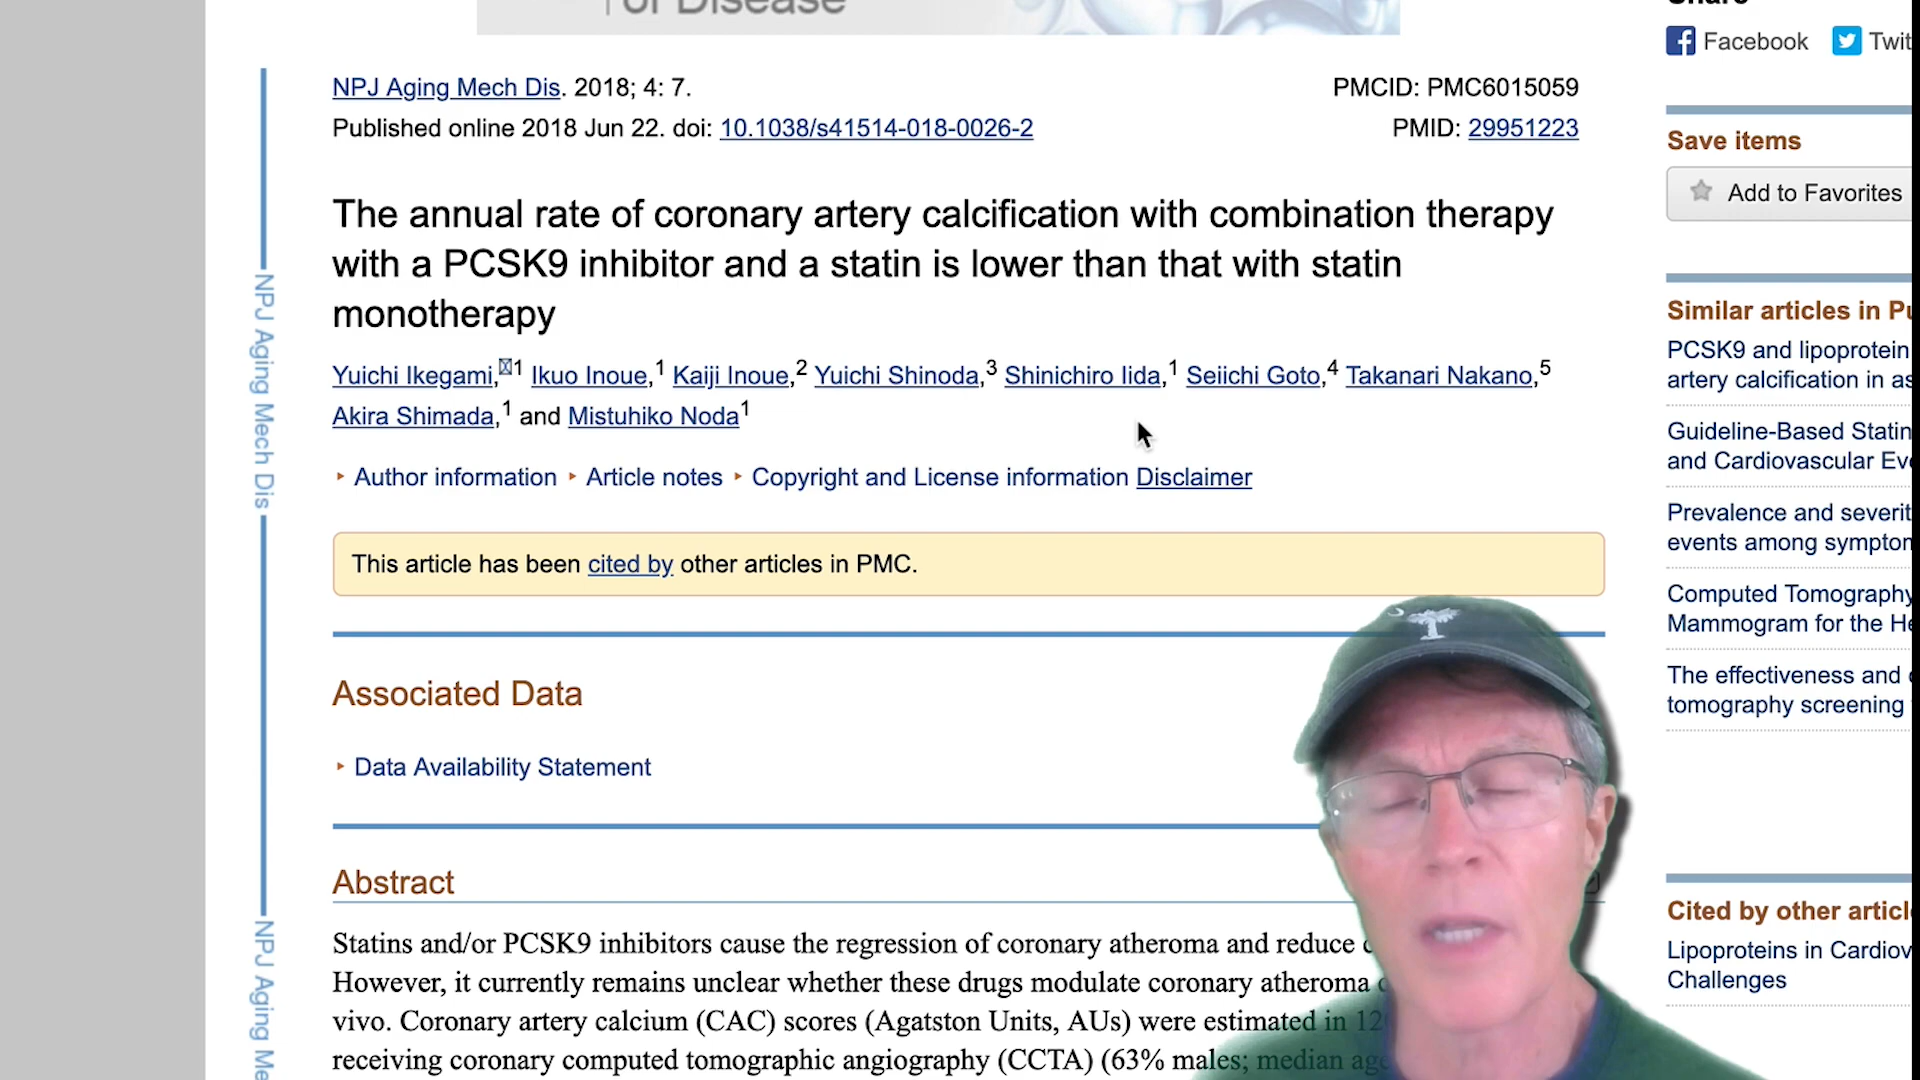 of Disease
Share
Facebook
NPJ Aging Mech Dis. 2018; 4: 7.
PMCID: PMC6015059
Published online 2018 Jun 22. doi: 10.1038/s41514-018-0026-2
PMID: 29951223
Save items
Add to Favorites
The annual rate of coronary artery calcification with combination therapy
with a PCSK9 inhibitor and a statin is lower than that with statin
monotherapy
Yuichi Ikegami,1 Ikuo Inoue,1 Kaiji Inoue,2 Yuichi Shinoda,3 Shinichiro Iida,1 Seiichi Goto,4 Takanari Nakano,5
Akira Shimada,1 and Mistuhiko Noda1
▸ Author information ▸ Article notes ▸ Copyright and License information Disclaimer
This article has been cited by other articles in PMC.
Associated Data
▸ Data Availability Statement
Abstract
Statins and/or PCSK9 inhibitors cause the regression of coronary atheroma and reduce
However, it currently remains unclear whether these drugs modulate coronary atheroma
vivo. Coronary artery calcium (CAC) scores (Agatston Units, AUs) were estimated in
receiving coronary computed tomographic angiography (CCTA) (63% males; median
Similar articles in
PCSK9 and lipoprotein
artery calcification in
Guideline-Based Statin
and Cardiovascular
Prevalence and
events among
Computed Tomography
Mammogram for the
The effectiveness and
tomography screening
Cited by other
Lipoproteins in
Challenges
NPJ Aging Mech Dis
NPJ Aging